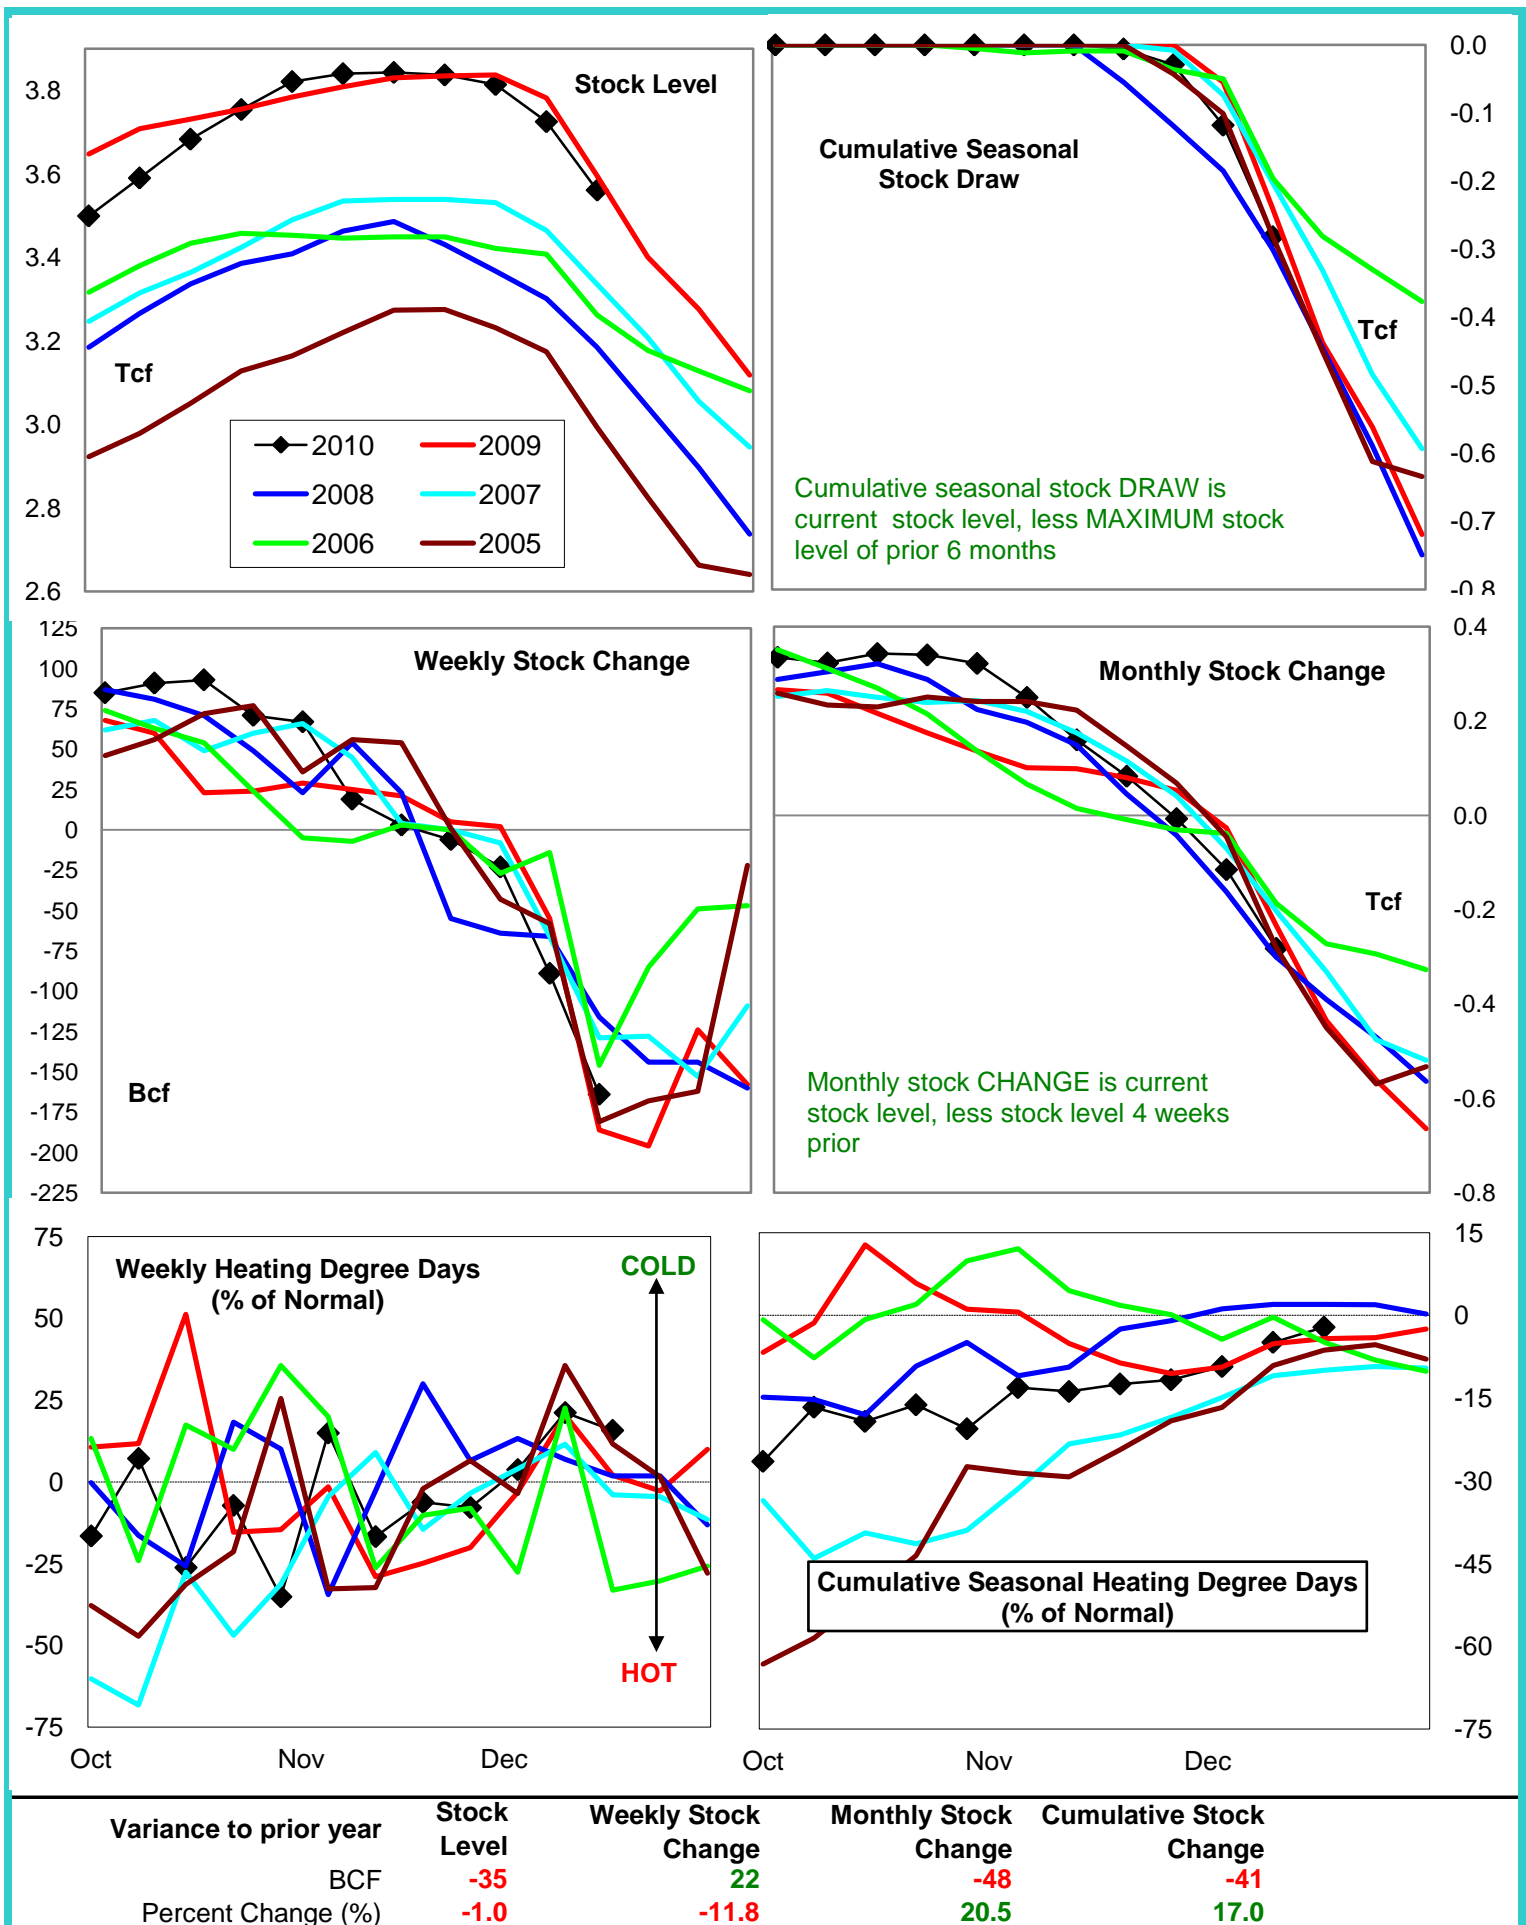 Stock Level
3.8
3.6
3.4
3.2
3.0
2.8
2.6
Tcf
2010
2009
2008
2007
2006
2005
Cumulative Seasonal
Stock Draw
0.0
-0.1
-0.2
-0.3
-0.4
-0.5
-0.6
-0.7
-0.8
Tcf
Cumulative seasonal stock DRAW is
current stock level, less MAXIMUM stock
level of prior 6 months
Weekly Stock Change
125
100
75
50
25
0
-25
-50
-75
-100
-125
-150
-175
-200
-225
Bcf
Monthly Stock Change
0.4
0.2
0.0
-0.2
-0.4
-0.6
-0.8
Tcf
Monthly stock CHANGE is current
stock level, less stock level 4 weeks
prior
Weekly Heating Degree Days
(% of Normal)
COLD
HOT
75
50
25
0
-25
-50
-75
Oct Nov Dec
15
0
-15
-30
-45
-60
-75
Cumulative Seasonal Heating Degree Days
(% of Normal)
Oct Nov Dec
Variance to prior year
Stock
Level
Weekly Stock
Change
Monthly Stock
Change
Cumulative Stock
Change
BCF -35 22 -48 -41
Percent Change (%) -1.0 -11.8 20.5 17.0